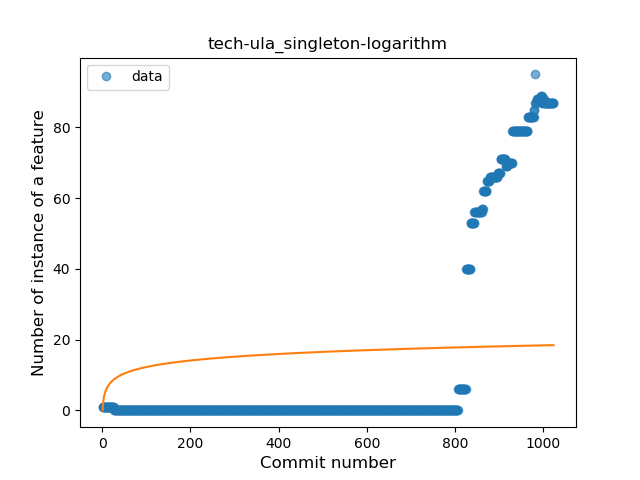 tech-ula_singleton-logarithm
data
Number of instance of a feature
80
60
40
20
0
0 200 400 600 800 1000
Commit number